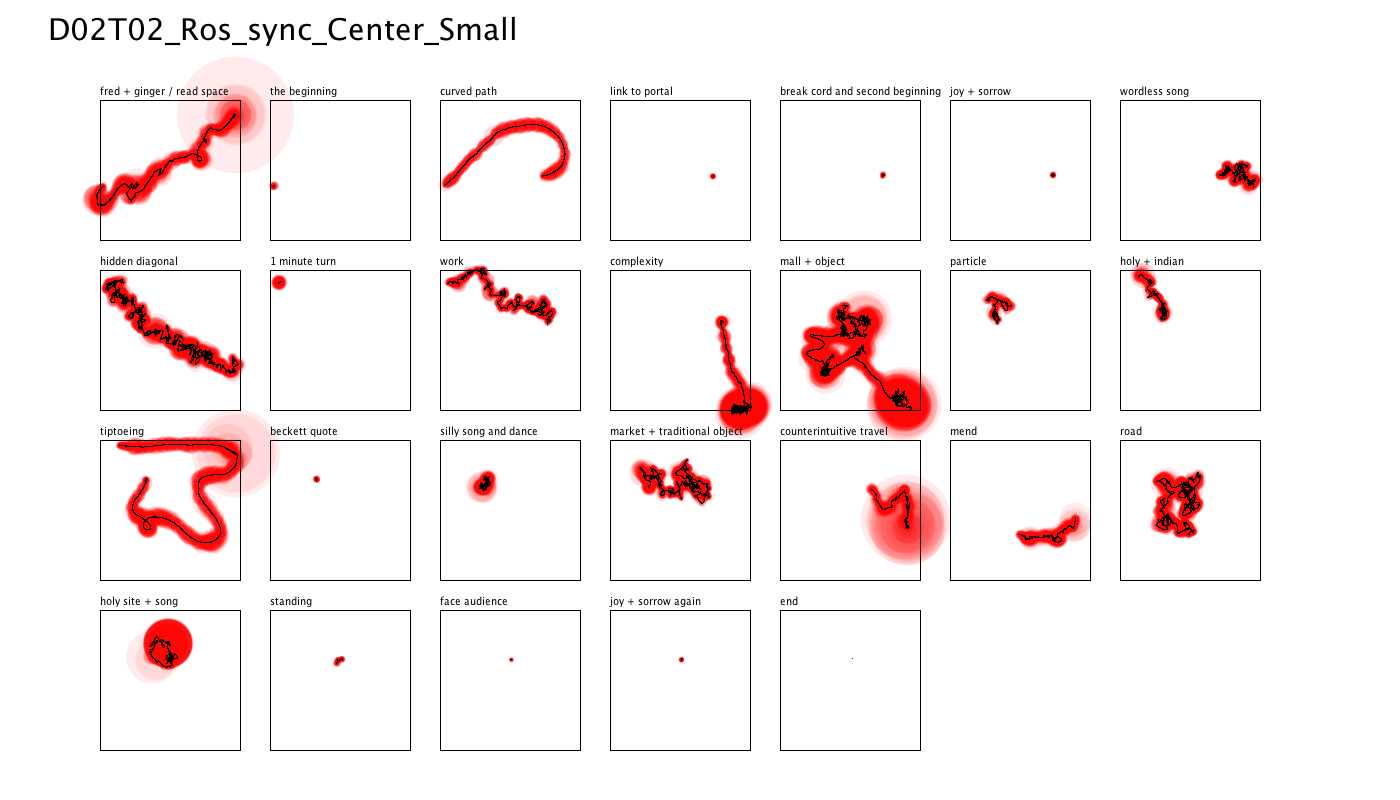 D02T02_Ros_sync_Center_Small
fred + ginger / read space
the beginning
curved path
link to portal
break cord and second beginning
joy + sorrow
wordless song
hidden diagonal
1 minute turn
work
complexity
mall + object
particle
holy + indian
tiptoeing
beckett quote
silly song and dance
market + traditional object
counterintuitive travel
mend
road
holy site + song
standing
face audience
joy + sorrow again
end